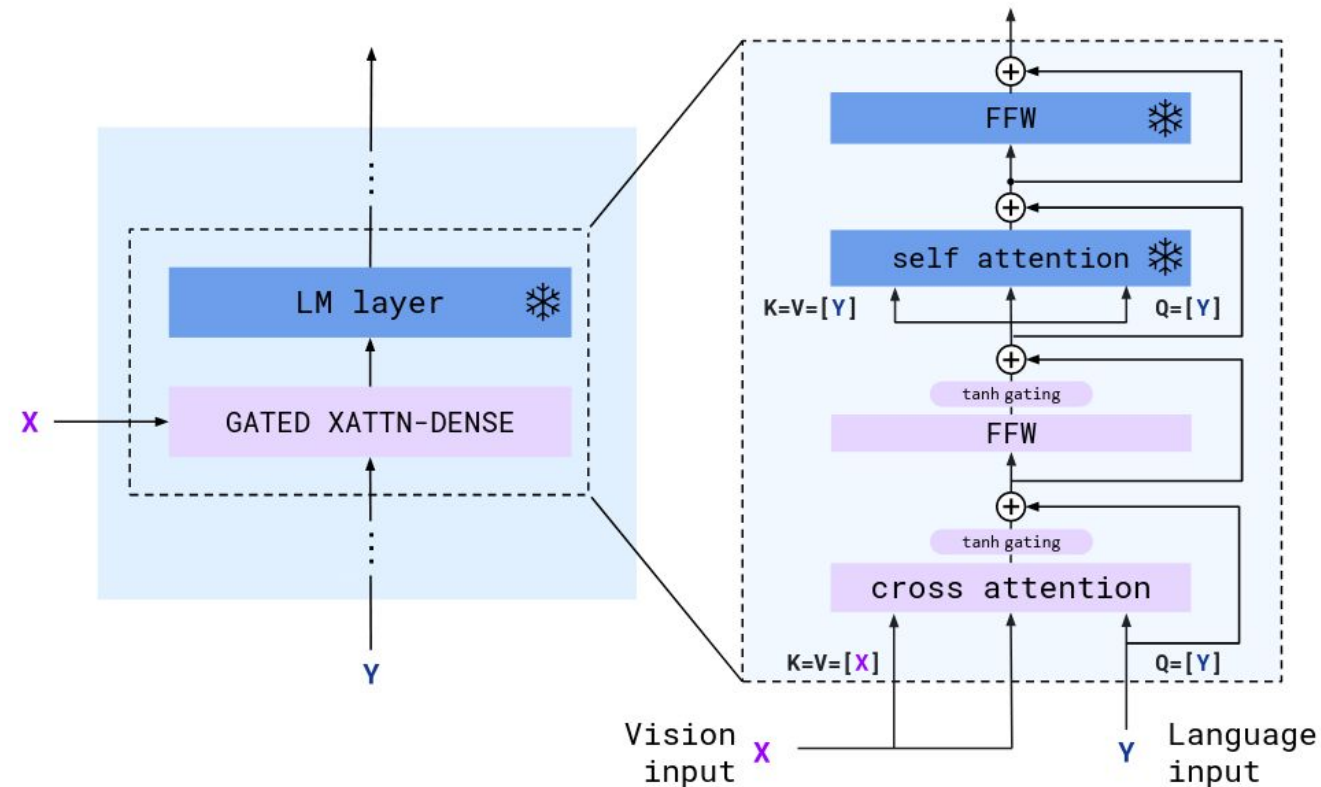 LM layer
X
GATED XATTN-DENSE
Y
FFW
self attention
K=V=[Y]
Q=[Y]
tanh gating
FFW
tanh gating
cross attention
K=V=[X]
Q=[Y]
Vision
input
X
Y
Language
input